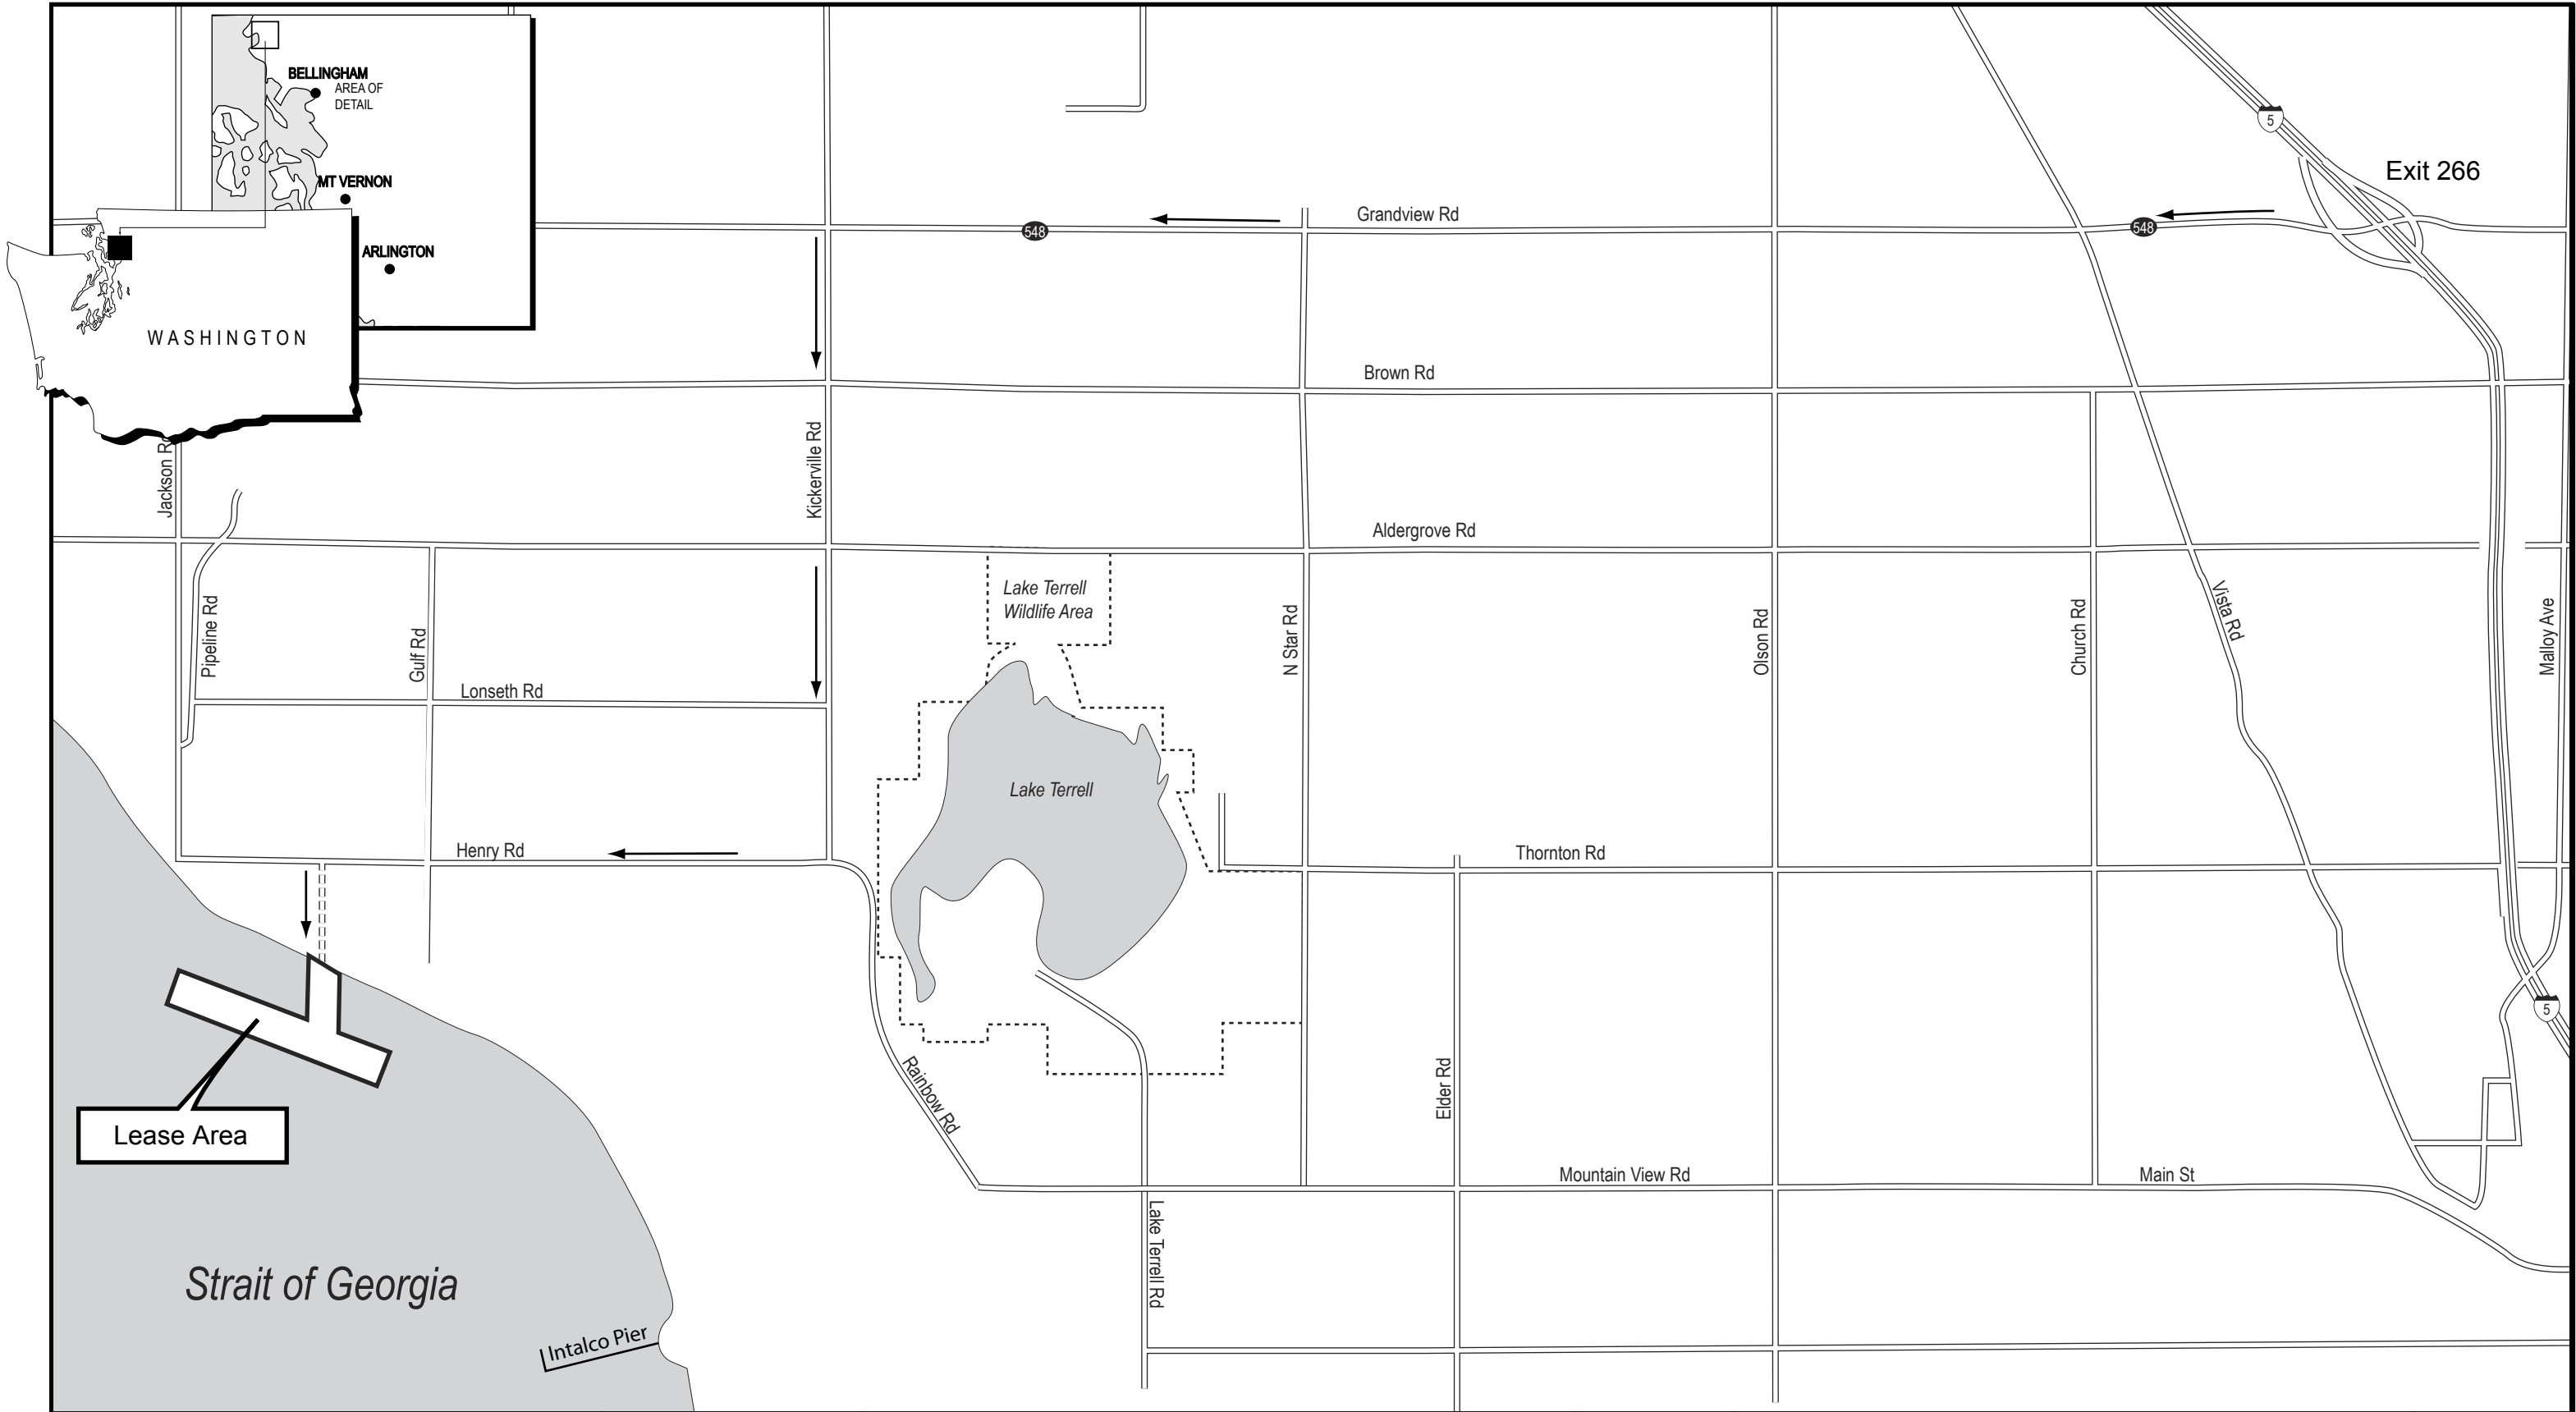 BELLINGHAM
AREA OF
DETAIL
MT VERNON
ARLINGTON
WASHINGTON
5
Exit 266
Grandview Rd
548
548
Brown Rd
Jackson R
Kickerville Rd
Aldergrove Rd
Lake Terrell
Wildlife Area
Pipeline Rd
Gulf Rd
N Star Rd
Olson Rd
Church Rd
Vista Rd
Malloy Ave
Lonseth Rd
Lake Terrell
Henry Rd
Thornton Rd
5
Rainbow Rd
Elder Rd
Lease Area
Mountain View Rd
Main St
Lake Terrell Rd
Strait of Georgia
Intalco Pier